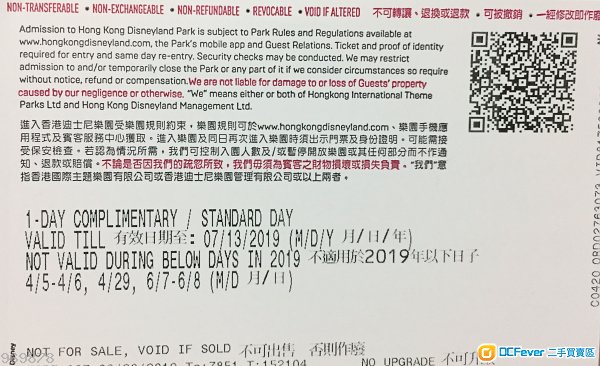 NON-TRANSFERABLE • NON-EXCHANGEABLE • NON-REFUNDABLE • REVOCABLE • VOID IF ALTERED 不可轉讓、退換或退款 • 可被撤銷 • 一經修改即作廢
Admission to Hong Kong Disneyland Park is subject to Park Rules and Regulations available at
www.hongkongdisneyland.com, the Park's mobile app and Guest Relations. Ticket and proof of identity
required for entry and same day re-entry. Security checks may be conducted. We may restrict
admission to and/or temporarily close the Park or any part of it if we consider circumstances so require
without notice, refund or compensation. We are not liable for damage to or loss of Guests' property
caused by our negligence or otherwise. "We" means either or both of Hongkong International Theme
Parks Ltd and Hong Kong Disneyland Management Ltd.
進入香港迪士尼樂園受樂園規則約束，樂園規則可於www.hongkongdisneyland.com、樂園手機應
用程式及賓客服務中心獲取。進入樂園及同日再次進入樂園時須出示門票及身份證明。可能需接
受保安檢查。若認為情況所需，我們可控制入園人數及/或暫停開放樂園或其任何部分而不作通
知、退款或賠償。不論是否因我們的疏忽所致，我們毋須為賓客之財物損壞或損失負責。"我們"意
指香港國際主題樂園有限公司或香港迪士尼樂園管理有限公司或以上兩者。
1-DAY COMPLIMENTARY / STANDARD DAY
VALID TILL 有效日期至: 07/13/2019 (M/D/Y 月/日/年)
NOT VALID DURING BELOW DAYS IN 2019 不適用於2019年以下日子
4/5-4/6, 4/29, 6/7-6/8 (M/D 月/日)
NOT FOR SALE, VOID IF SOLD 不可出售 否則作廢
T:152104 NO UPGRADE 不可升級
Disney
DCFever 二手買賣區